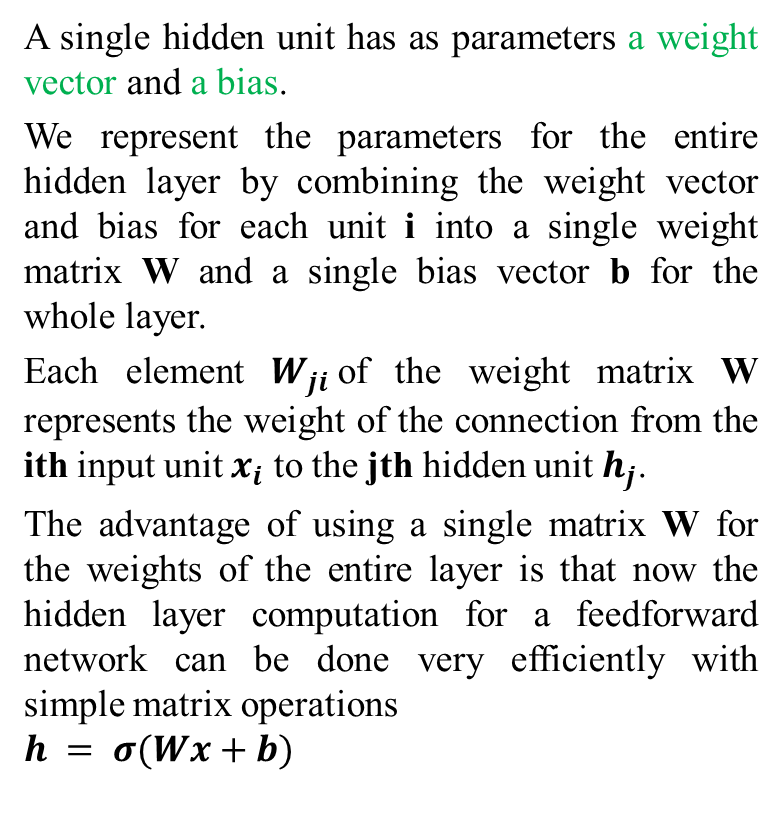 A single hidden unit has as parameters a weight
vector and a bias.
We represent the parameters for the entire
hidden layer by combining the weight vector
and bias for each unit i into a single weight
matrix W and a single bias vector b for the
whole layer.
Each element W_{ji} of the weight matrix W
represents the weight of the connection from the
ith input unit x_i to the jth hidden unit h_j.
The advantage of using a single matrix W for
the weights of the entire layer is that now the
hidden layer computation for a feedforward
network can be done very efficiently with
simple matrix operations
h = σ(Wx + b)